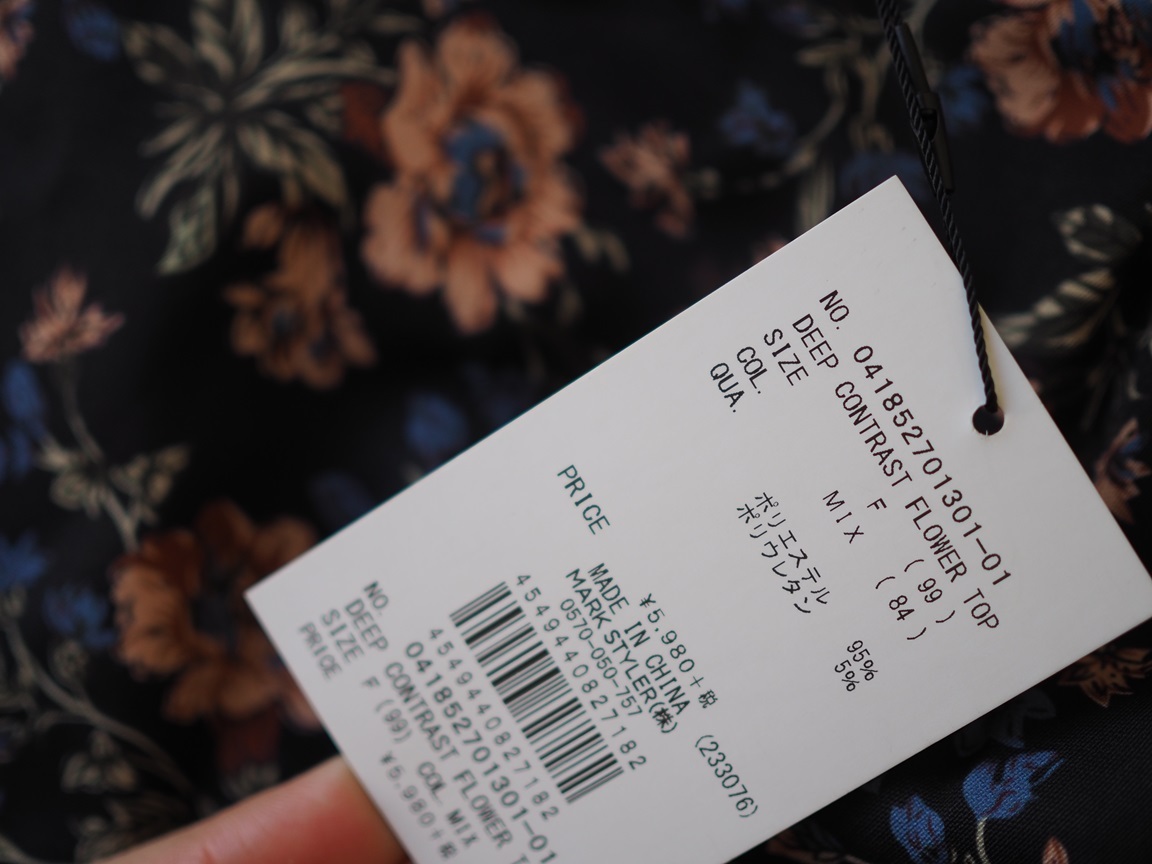 NO. 041852701301-01
DEEP CONTRAST FLOWER TOP
SIZE F ( 99 )
COL. MIX ( 84 )
QUA. ポリエステル 95%
ポリウレタン 5%
PRICE ¥5,980+税
MADE IN CHINA
MARK STYLER(株) (233076)
0570-050-757
4549440827182
4549440827182
NO. 041852701301-01
DEEP CONTRAST FLOWER T
SIZE F (99) COL. MIX
PRICE ¥5,980+税